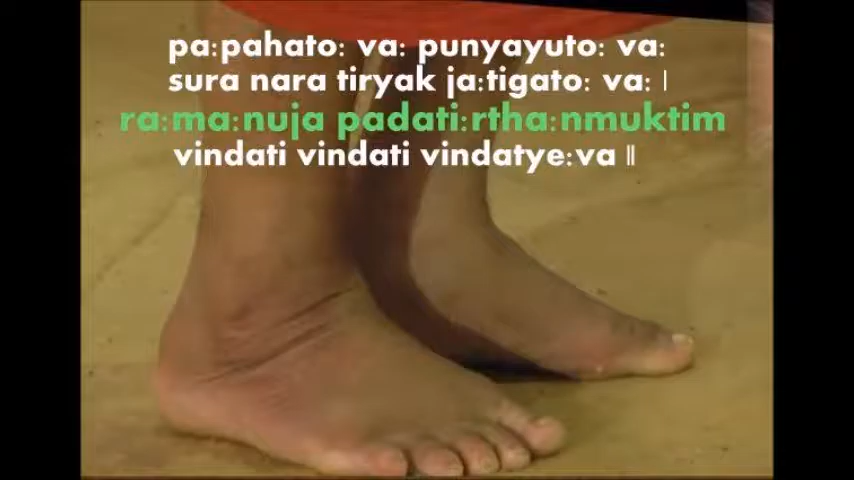 pa:pahato: va: punyayuto: va:
sura nara tiryak ja:tigato: va: |
ra:ma:nuja padati:rtha:nmuktim
vindati vindati vindatye:va ||